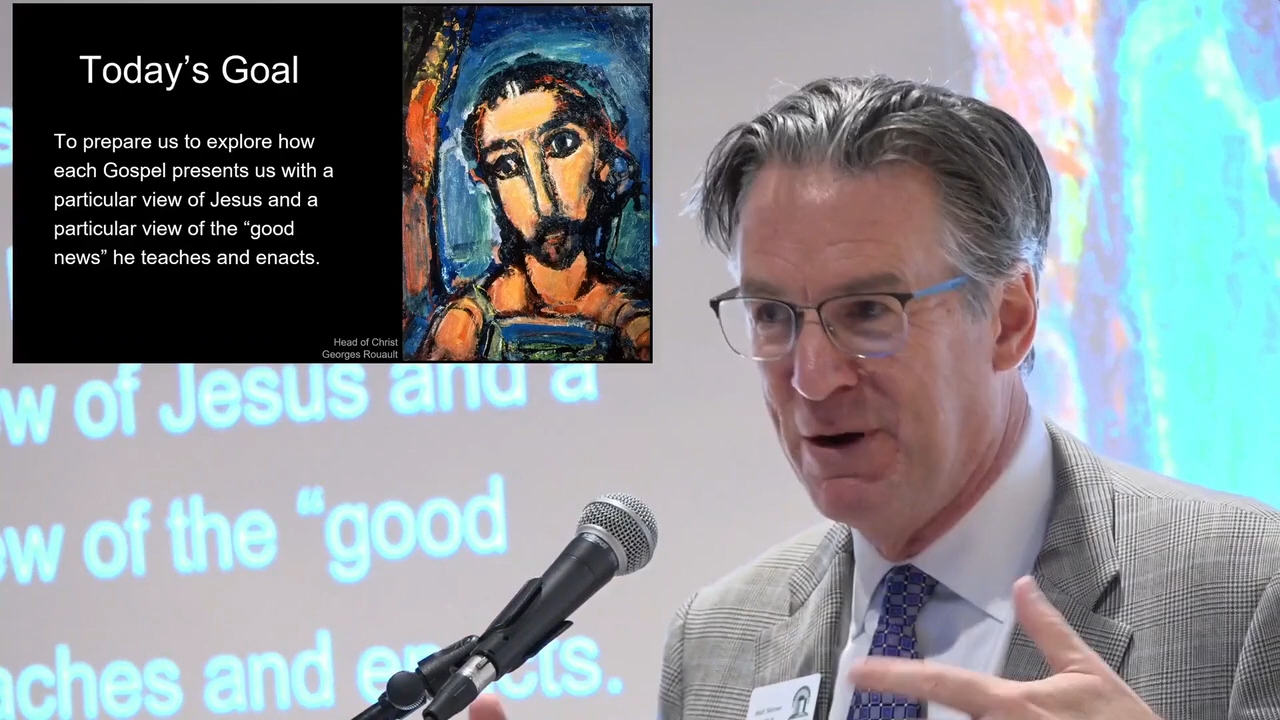 Today's Goal
To prepare us to explore how
each Gospel presents us with a
particular view of Jesus and a
particular view of the “good
news” he teaches and enacts.
Head of Christ
Georges Rouault
w of Jesus and a
ew of the “good
aches and enacts.